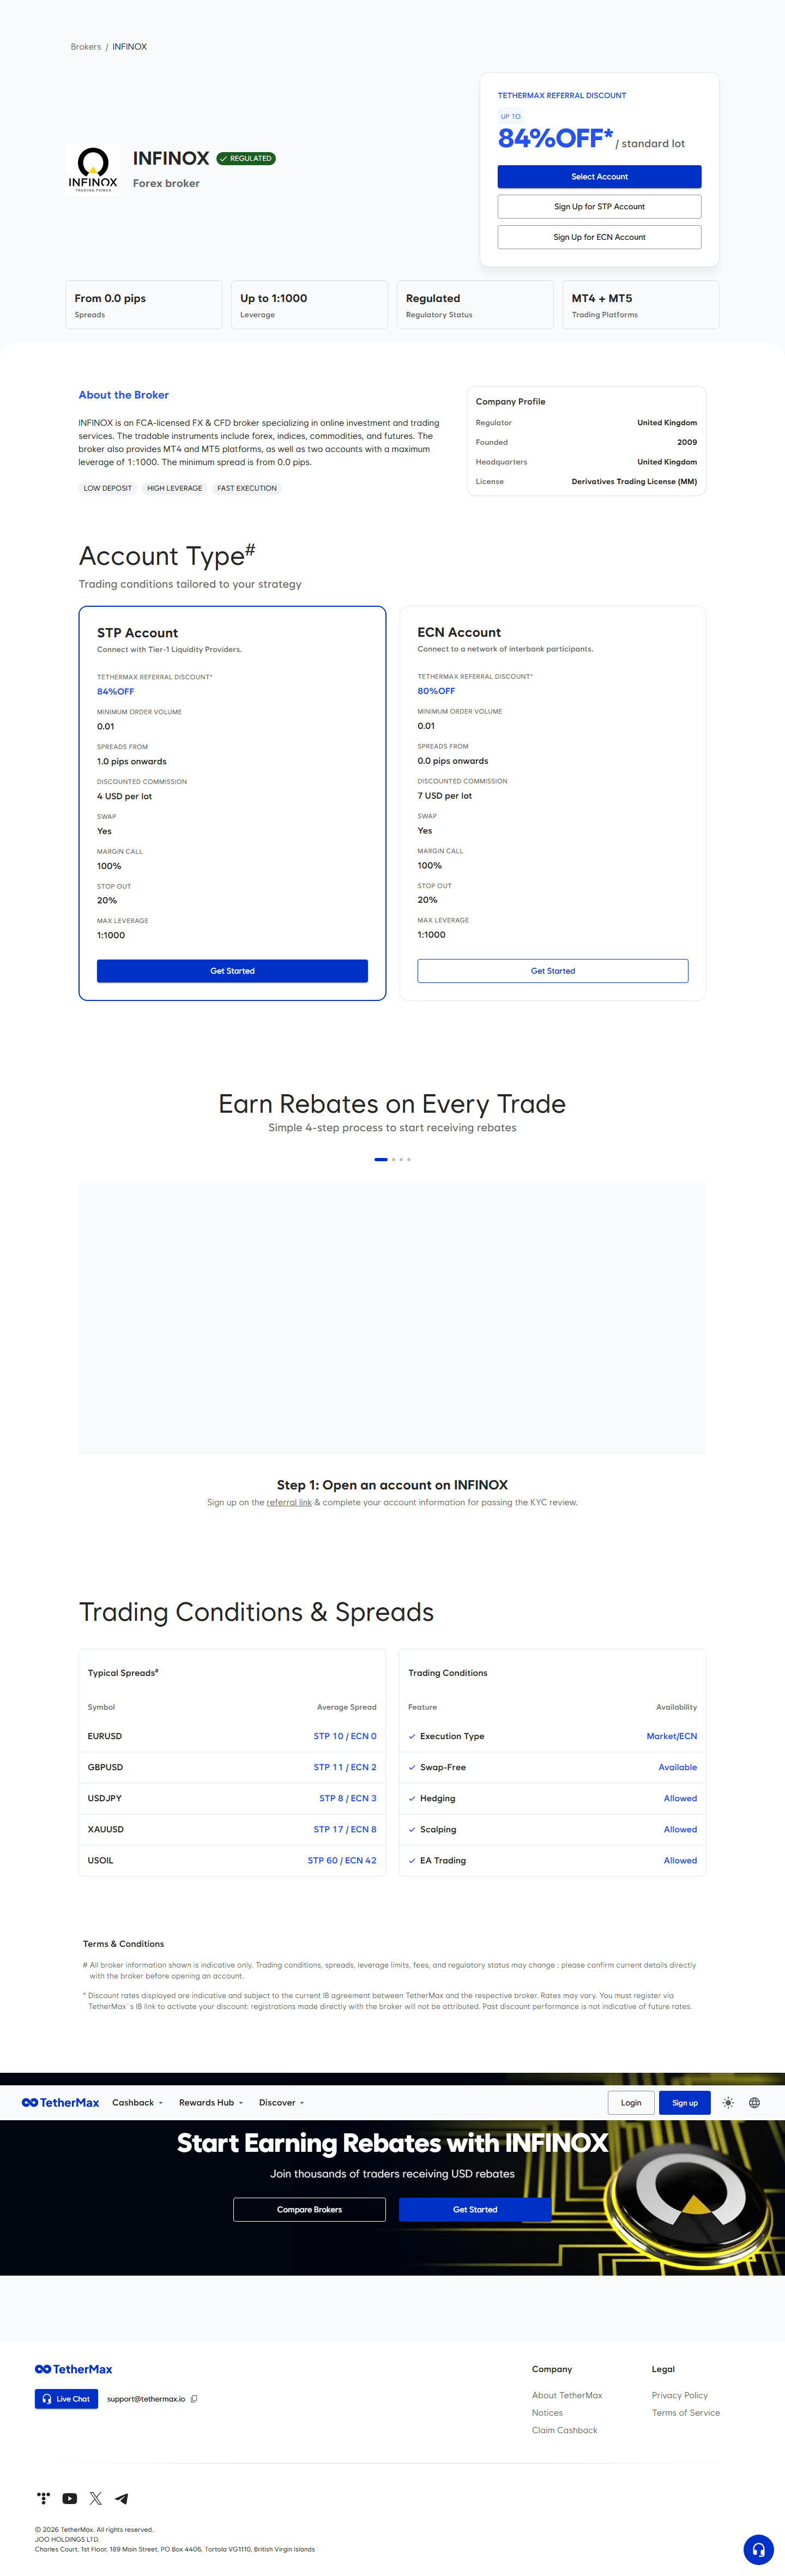 Brokers / INFINOX
INFINOX
TRADING POWER
INFINOX REGULATED
Forex broker
TETHERMAX REFERRAL DISCOUNT
UP TO
84%OFF* / standard lot
Select Account
Sign Up for STP Account
Sign Up for ECN Account
From 0.0 pips
Spreads
Up to 1:1000
Leverage
Regulated
Regulatory Status
MT4 + MT5
Trading Platforms
About the Broker
INFINOX is an FCA-licensed FX & CFD broker specializing in online investment and trading
services. The tradable instruments include forex, indices, commodities, and futures. The
broker also provides MT4 and MT5 platforms, as well as two accounts with a maximum
leverage of 1:1000. The minimum spread is from 0.0 pips.
LOW DEPOSIT HIGH LEVERAGE FAST EXECUTION
Company Profile
Regulator United Kingdom
Founded 2009
Headquarters United Kingdom
License Derivatives Trading License (MM)
Account Type#
Trading conditions tailored to your strategy
STP Account
Connect with Tier-1 Liquidity Providers.
TETHERMAX REFERRAL DISCOUNT*
84%OFF
MINIMUM ORDER VOLUME
0.01
SPREADS FROM
1.0 pips onwards
DISCOUNTED COMMISSION
4 USD per lot
SWAP
Yes
MARGIN CALL
100%
STOP OUT
20%
MAX LEVERAGE
1:1000
Get Started
ECN Account
Connect to a network of interbank participants.
TETHERMAX REFERRAL DISCOUNT*
80%OFF
MINIMUM ORDER VOLUME
0.01
SPREADS FROM
0.0 pips onwards
DISCOUNTED COMMISSION
7 USD per lot
SWAP
Yes
MARGIN CALL
100%
STOP OUT
20%
MAX LEVERAGE
1:1000
Get Started
Earn Rebates on Every Trade
Simple 4-step process to start receiving rebates
Step 1: Open an account on INFINOX
Sign up on the referral link & complete your account information for passing the KYC review.
Trading Conditions & Spreads
Typical Spreads#
Symbol Average Spread
EURUSD STP 10 / ECN 0
GBPUSD STP 11 / ECN 2
USDJPY STP 8 / ECN 3
XAUUSD STP 17 / ECN 8
USOIL STP 60 / ECN 42
Trading Conditions
Feature Availability
Execution Type Market/ECN
Swap-Free Available
Hedging Allowed
Scalping Allowed
EA Trading Allowed
Terms & Conditions
# All broker information shown is indicative only. Trading conditions, spreads, leverage limits, fees, and regulatory status may change : please confirm current details directly
with the broker before opening an account.
* Discount rates displayed are indicative and subject to the current IB agreement between TetherMax and the respective broker. Rates may vary. You must register via
TetherMax`s IB link to activate your discount: registrations made directly with the broker will not be attributed. Past discount performance is not indicative of future rates.
TetherMax Cashback Rewards Hub Discover Login Sign up
Start Earning Rebates with INFINOX
Join thousands of traders receiving USD rebates
Compare Brokers Get Started
TetherMax
Live Chat support@tethermax.io
Company
About TetherMax
Notices
Claim Cashback
Legal
Privacy Policy
Terms of Service
© 2026 TetherMax. All rights reserved.
JOO HOLDINGS LTD.
Charles Court, 1st Floor, 189 Main Street, PO Box 4406, Tortola VG1110, British Virgin Islands